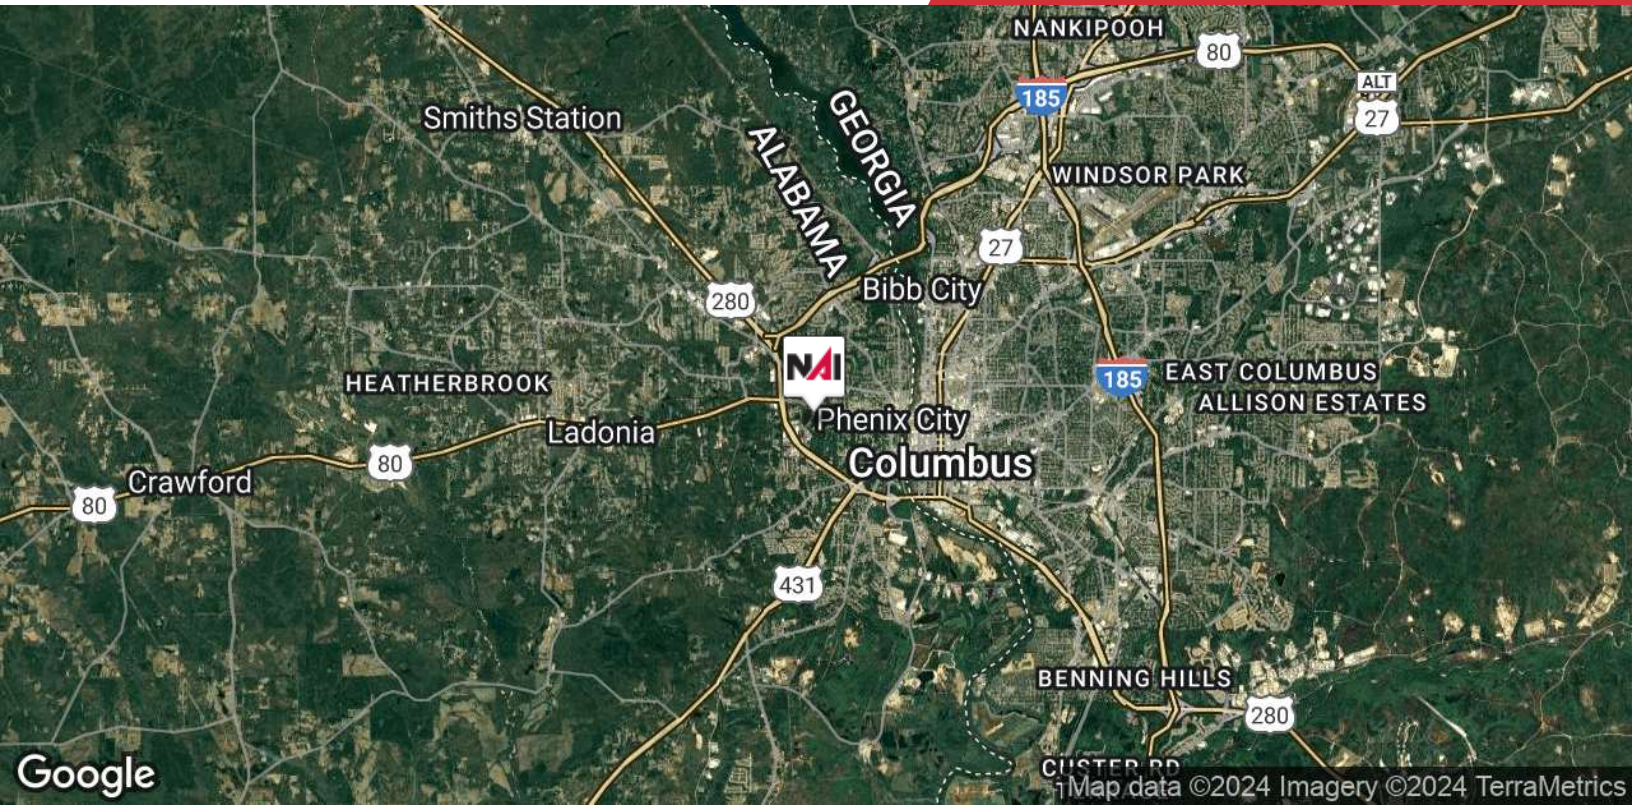 NANKIPOOH
80
ALT
185
27
Smiths Station
GEORGIA
ALABAMA
WINDSOR PARK
27
280
Bibb City
NAI
HEATHERBROOK
185
EAST COLUMBUS
ALLISON ESTATES
Phenix City
Ladonia
Columbus
80
Crawford
80
431
BENNING HILLS
280
CUSTER RD
Google
Map data ©2024 Imagery ©2024 TerraMetrics